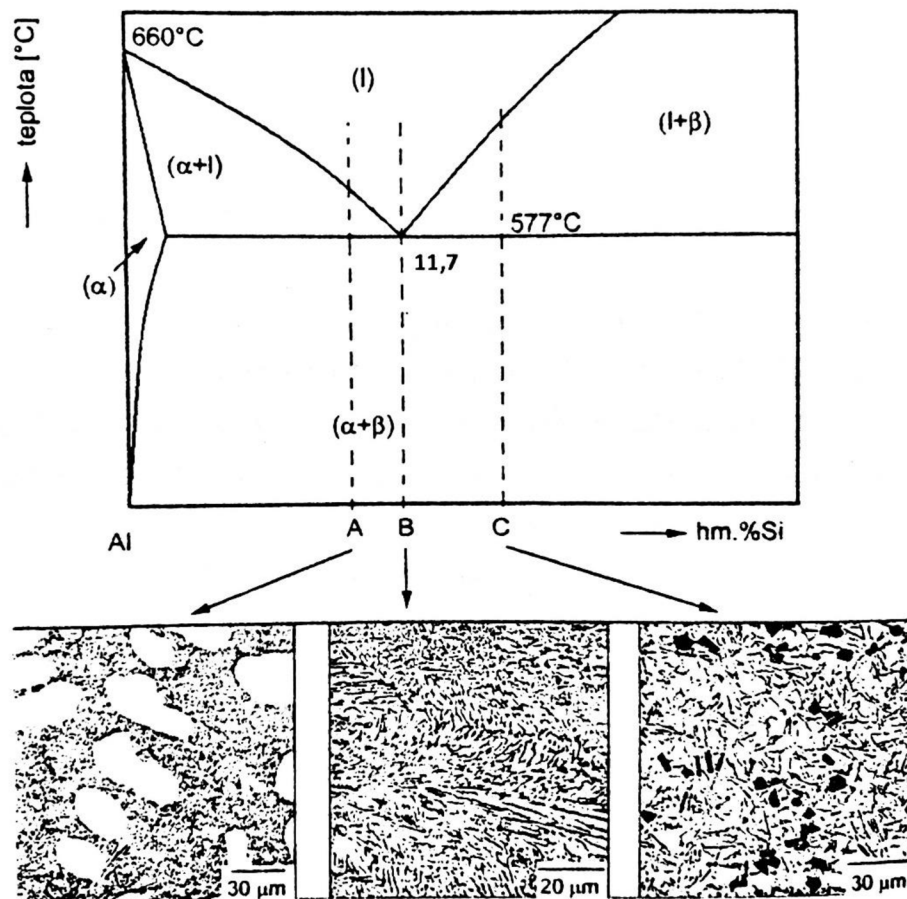 teplota [°C]
660°C
(l)
(l+β)
(α+l)
577°C
11,7
(α)
(α+β)
Al
A
B
C
hm.%Si
30 µm
20 µm
30 µm